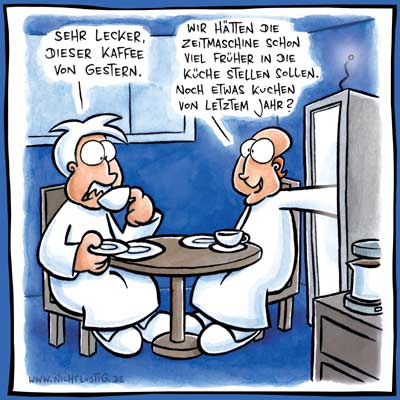 SEHR LECKER,
DIESER KAFFEE
VON GESTERN.
WIR HÄTTEN DIE
ZEITMASCHINE SCHON
VIEL FRÜHER IN DIE
KÜCHE STELLEN SOLLEN.
NOCH ETWAS KUCHEN
VON LETZTEM JAHR?
WWW.NICHTLUSTIG.DE